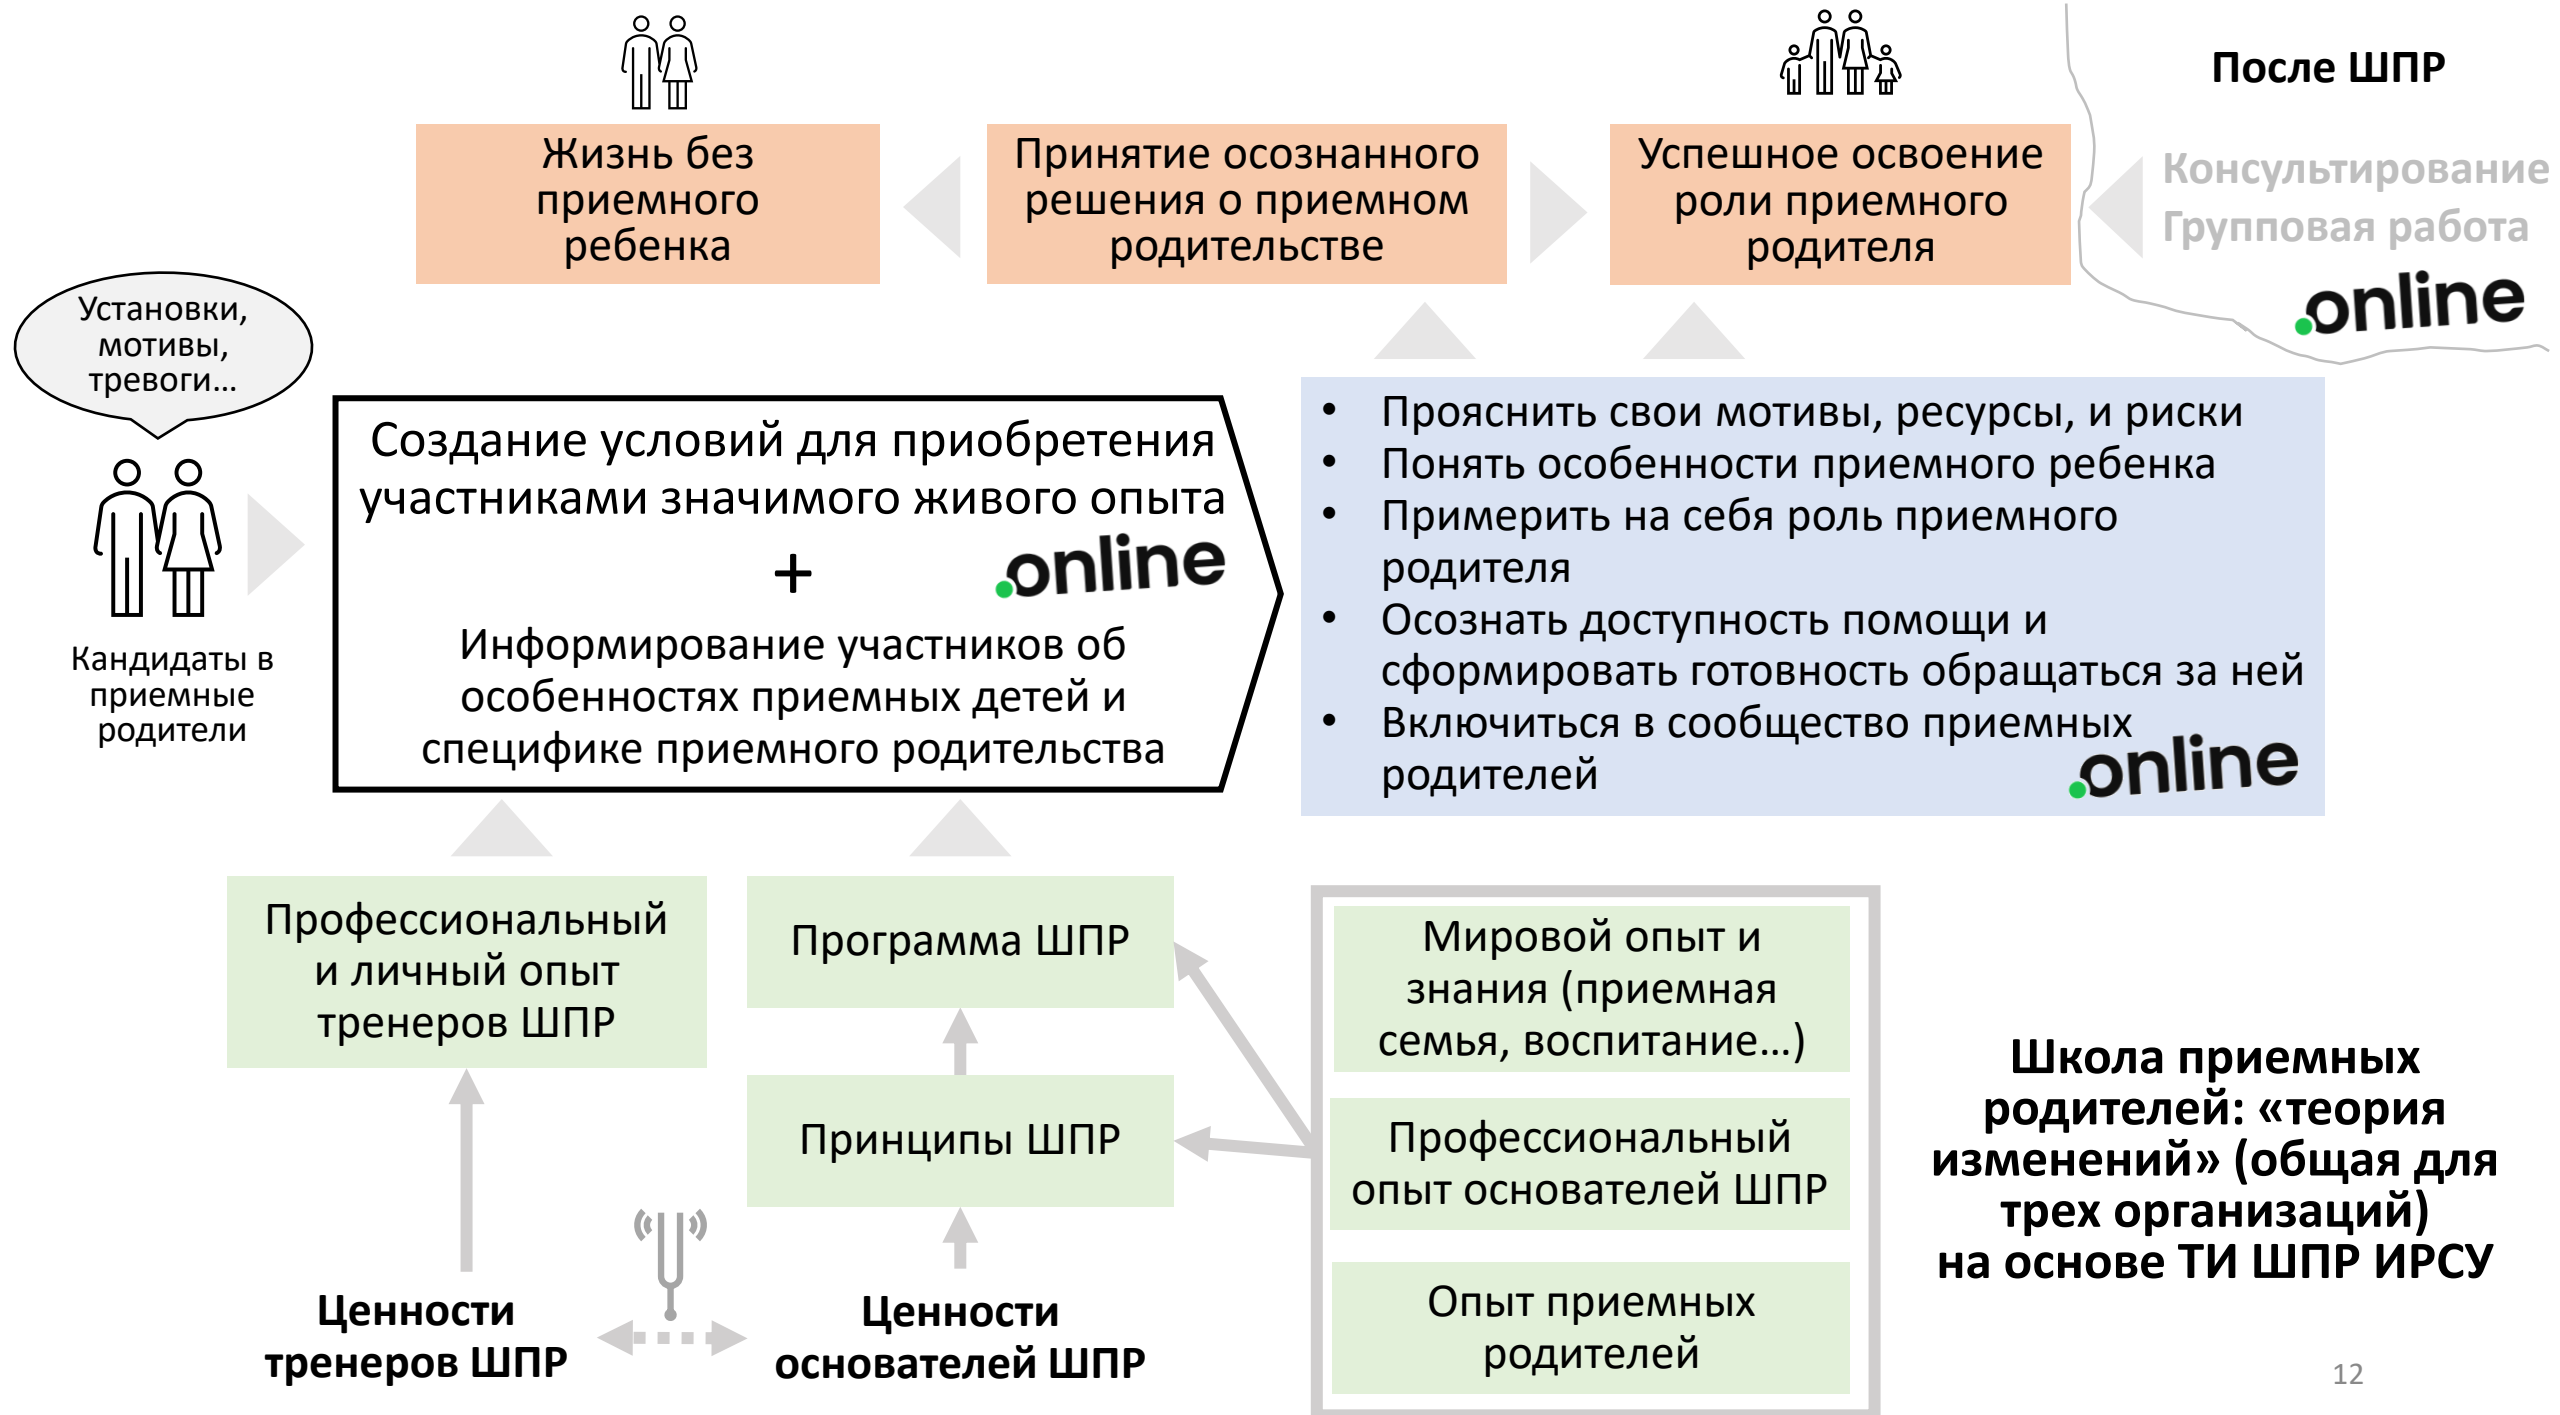 После ШПР
Жизнь без
приемного
ребенка
Принятие осознанного
решения о приемном
родительстве
Успешное освоение
роли приемного
родителя
Консультирование
Групповая работа
.online
Установки,
мотивы,
тревоги…
Кандидаты в
приемные
родители
Создание условий для приобретения
участниками значимого живого опыта
+
.online
Информирование участников об
особенностях приемных детей и
специфике приемного родительства
• Прояснить свои мотивы, ресурсы, и риски
• Понять особенности приемного ребенка
• Примерить на себя роль приемного
родителя
• Осознать доступность помощи и
сформировать готовность обращаться за ней
• Включиться в сообщество приемных
родителей
.online
Профессиональный
и личный опыт
тренеров ШПР
Программа ШПР
Принципы ШПР
Мировой опыт и
знания (приемная
семья, воспитание…)
Профессиональный
опыт основателей ШПР
Опыт приемных
родителей
Ценности
тренеров ШПР
Ценности
основателей ШПР
Школа приемных
родителей: «теория
изменений» (общая для
трех организаций)
на основе ТИ ШПР ИРСУ
12